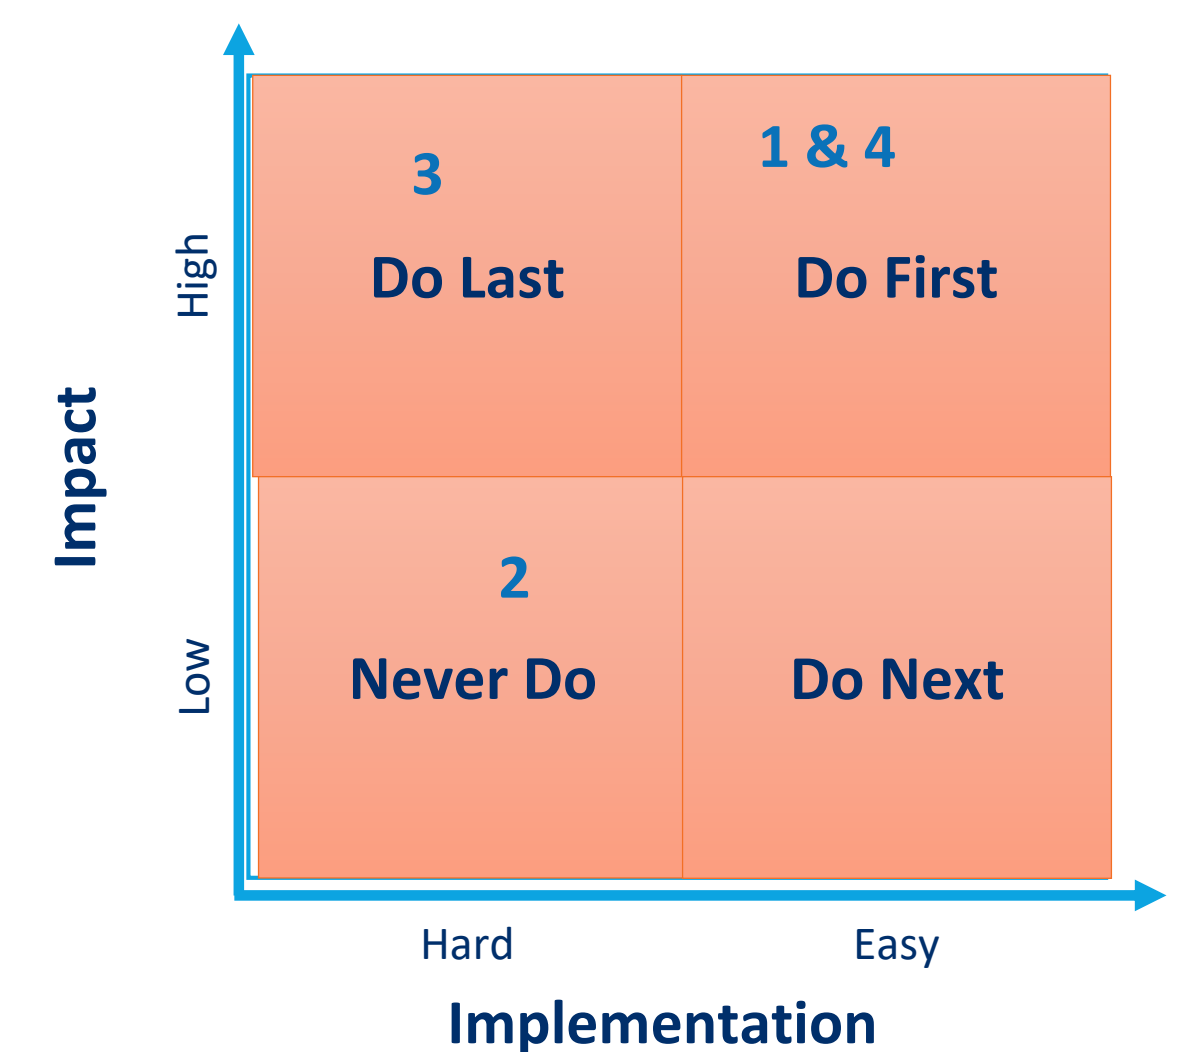 3
1 & 4
Do Last
Do First
High
Impact
2
Never Do
Do Next
Low
Hard
Easy
Implementation